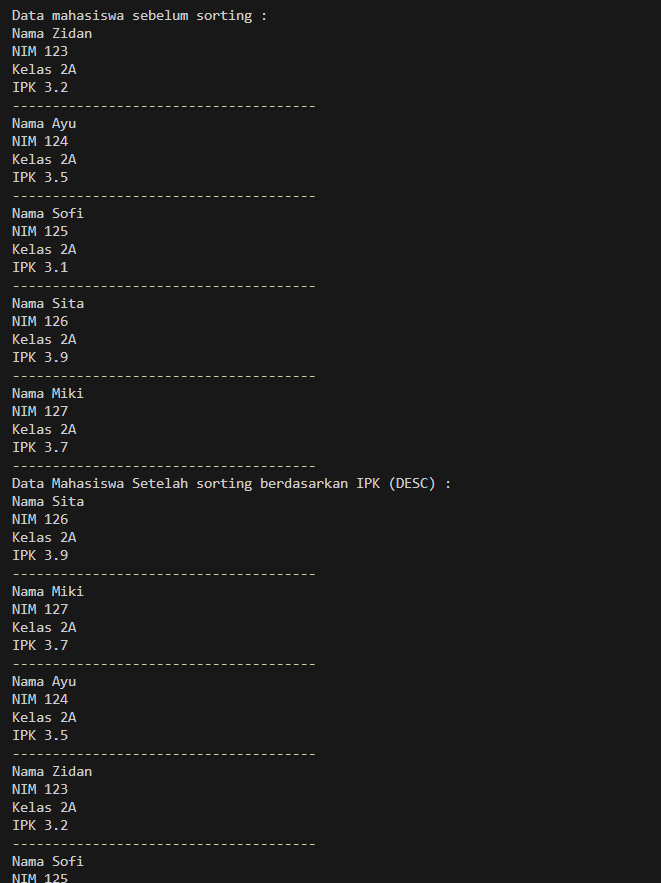 Data mahasiswa sebelum sorting :
Nama Zidan
NIM 123
Kelas 2A
IPK 3.2
--------------------------------------
Nama Ayu
NIM 124
Kelas 2A
IPK 3.5
--------------------------------------
Nama Sofi
NIM 125
Kelas 2A
IPK 3.1
--------------------------------------
Nama Sita
NIM 126
Kelas 2A
IPK 3.9
--------------------------------------
Nama Miki
NIM 127
Kelas 2A
IPK 3.7
--------------------------------------
Data Mahasiswa Setelah sorting berdasarkan IPK (DESC) :
Nama Sita
NIM 126
Kelas 2A
IPK 3.9
--------------------------------------
Nama Miki
NIM 127
Kelas 2A
IPK 3.7
--------------------------------------
Nama Ayu
NIM 124
Kelas 2A
IPK 3.5
--------------------------------------
Nama Zidan
NIM 123
Kelas 2A
IPK 3.2
--------------------------------------
Nama Sofi
NIM 125